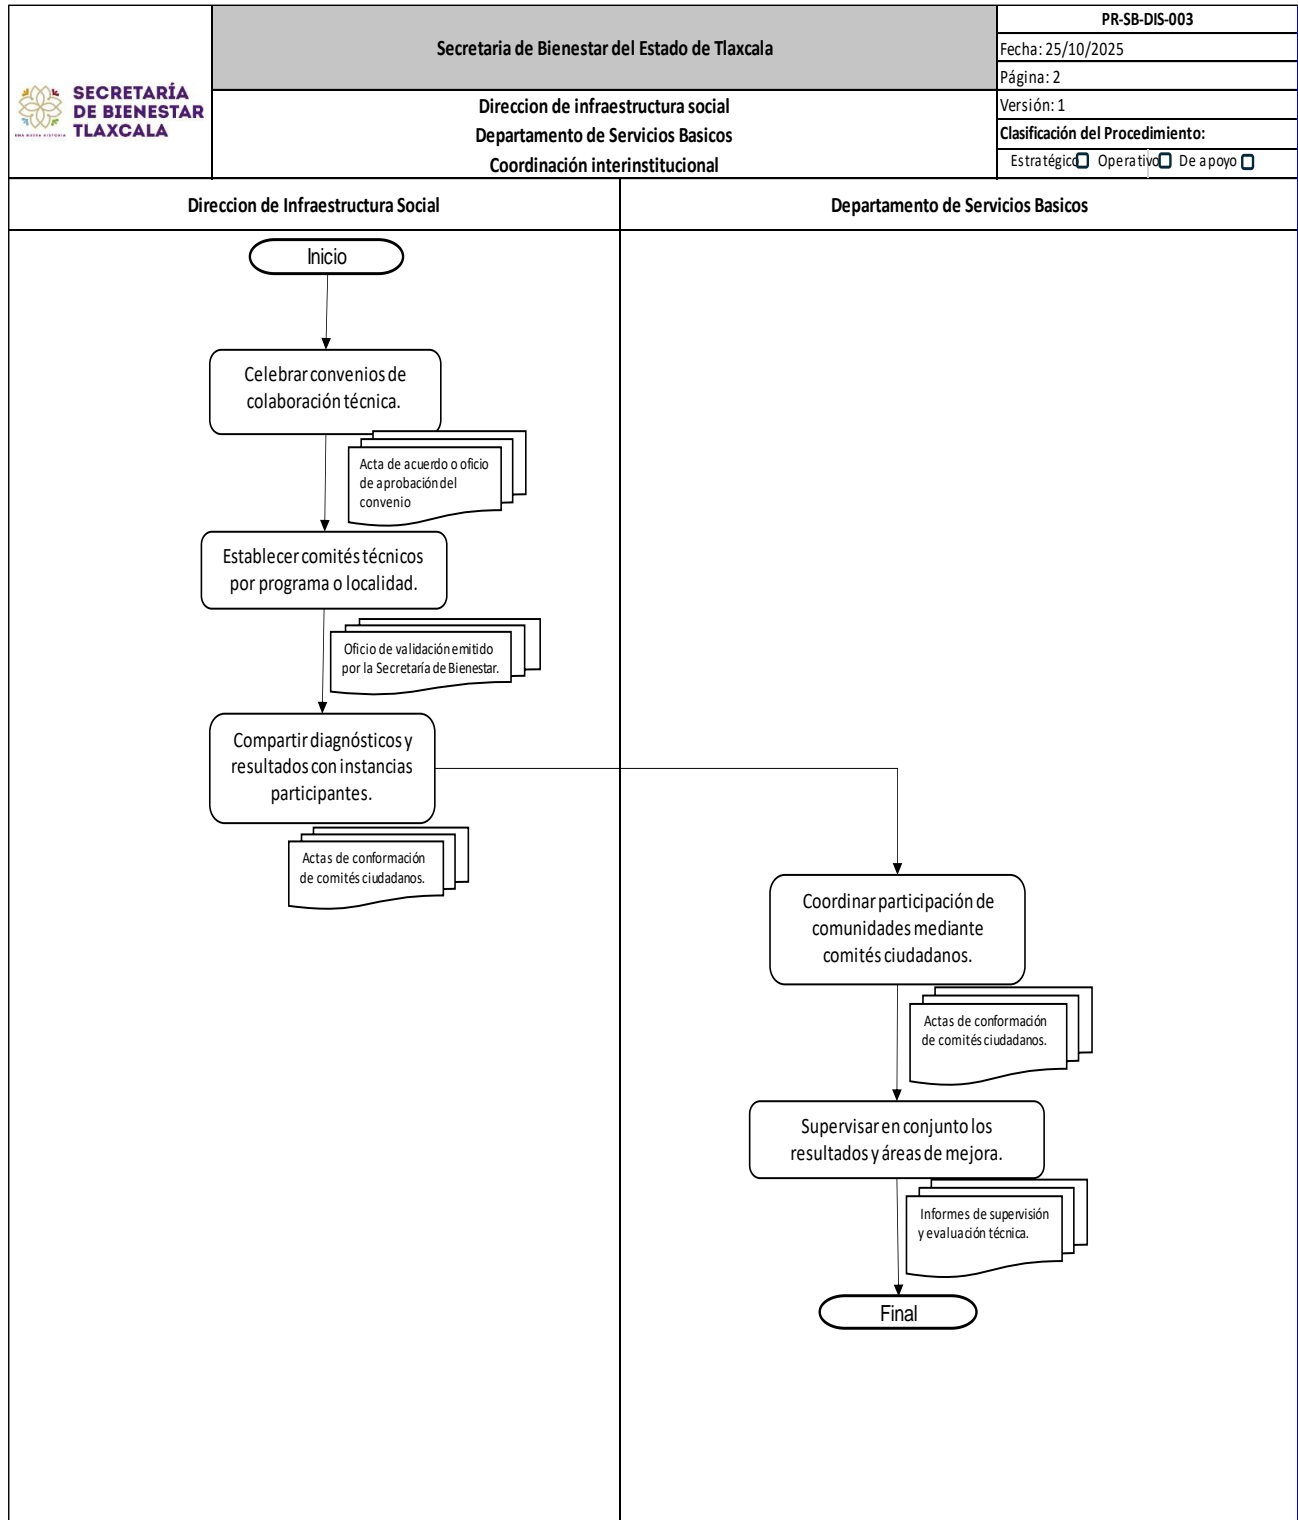 PR-SB-DIS-003
Secretaria de Bienestar del Estado de Tlaxcala
Fecha: 25/10/2025
Página: 2
SECRETARÍA
DE BIENESTAR
TLAXCALA
UNA NUEVA HISTORIA
Direccion de infraestructura social
Departamento de Servicios Basicos
Coordinación interinstitucional
Versión: 1
Clasificación del Procedimiento:
Estratégico Operativo De apoyo
Direccion de Infraestructura Social
Departamento de Servicios Basicos
Inicio
Celebrar convenios de
colaboración técnica.
Acta de acuerdo o oficio
de aprobación del
convenio
Establecer comités técnicos
por programa o localidad.
Oficio de validación emitido
por la Secretaría de Bienestar.
Compartir diagnósticos y
resultados con instancias
participantes.
Actas de conformación
de comités ciudadanos.
Coordinar participación de
comunidades mediante
comités ciudadanos.
Actas de conformación
de comités ciudadanos.
Supervisar en conjunto los
resultados y áreas de mejora.
Informes de supervisión
y evaluación técnica.
Final